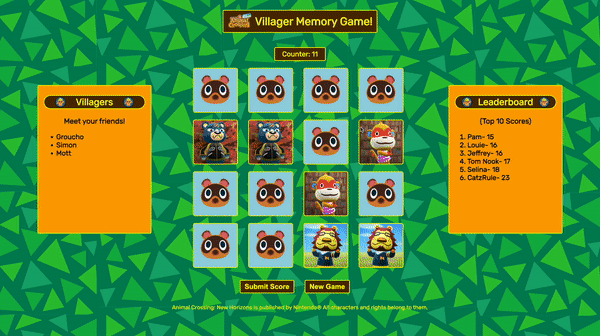 Animal Crossing
Villager Memory Game!
Counter: 11
Villagers
Meet your friends!
Groucho
Simon
Mott
Leaderboard
(Top 10 Scores)
1. Pam- 15
2. Louie- 16
3. Jeffrey- 16
4. Tom Nook- 17
5. Selina- 18
6. CatzRule- 23
Submit Score
New Game
Animal Crossing: New Horizons is published by Nintendo® All characters and rights belong to them.